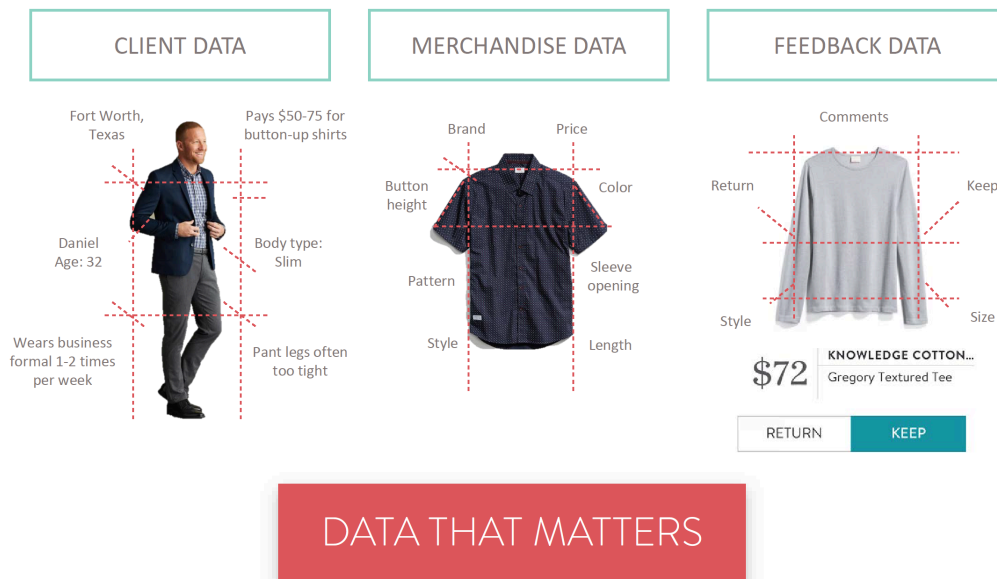 CLIENT DATA
MERCHANDISE DATA
FEEDBACK DATA
Fort Worth,
Texas
Pays $50-75 for
button-up shirts
Daniel
Age: 32
Body type:
Slim
Wears business
formal 1-2 times
per week
Pant legs often
too tight
Brand
Price
Button
height
Color
Pattern
Sleeve
opening
Style
Length
Comments
Return
Keep
Style
Size
$72
KNOWLEDGE COTTON...
Gregory Textured Tee
RETURN
KEEP
DATA THAT MATTERS